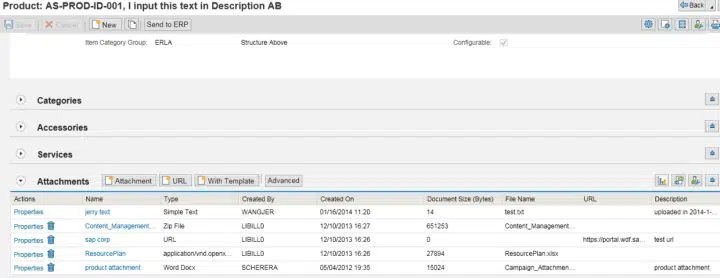 Product: AS-PROD-ID-001, I input this text in Description AB
Back
Save Cancel New Send to ERP
Item Category Group: ERLA Structure Above Configurable:
Categories
Accessories
Services
Attachments Attachment URL With Template Advanced
Actions Name Type Created By Created On Document Size (Bytes) File Name URL Description
Properties jerry text Simple Text WANGJER 01/16/2014 11:20 14 test.txt uploaded in 2014-1-...
Properties Content_Management... Zip File LIBILL0 12/10/2013 16:27 651253 Content_Management...
Properties sap corp URL LIBILL0 12/10/2013 16:26 0 https://portal.wdf.sa... test url
Properties ResourcePlan application/vnd.openx... LIBILL0 12/10/2013 16:26 27894 ResourcePlan.xlsx
Properties product attachment Word Docx SCHERERA 05/04/2012 19:35 15024 Campaign_Attachmen... product attachment